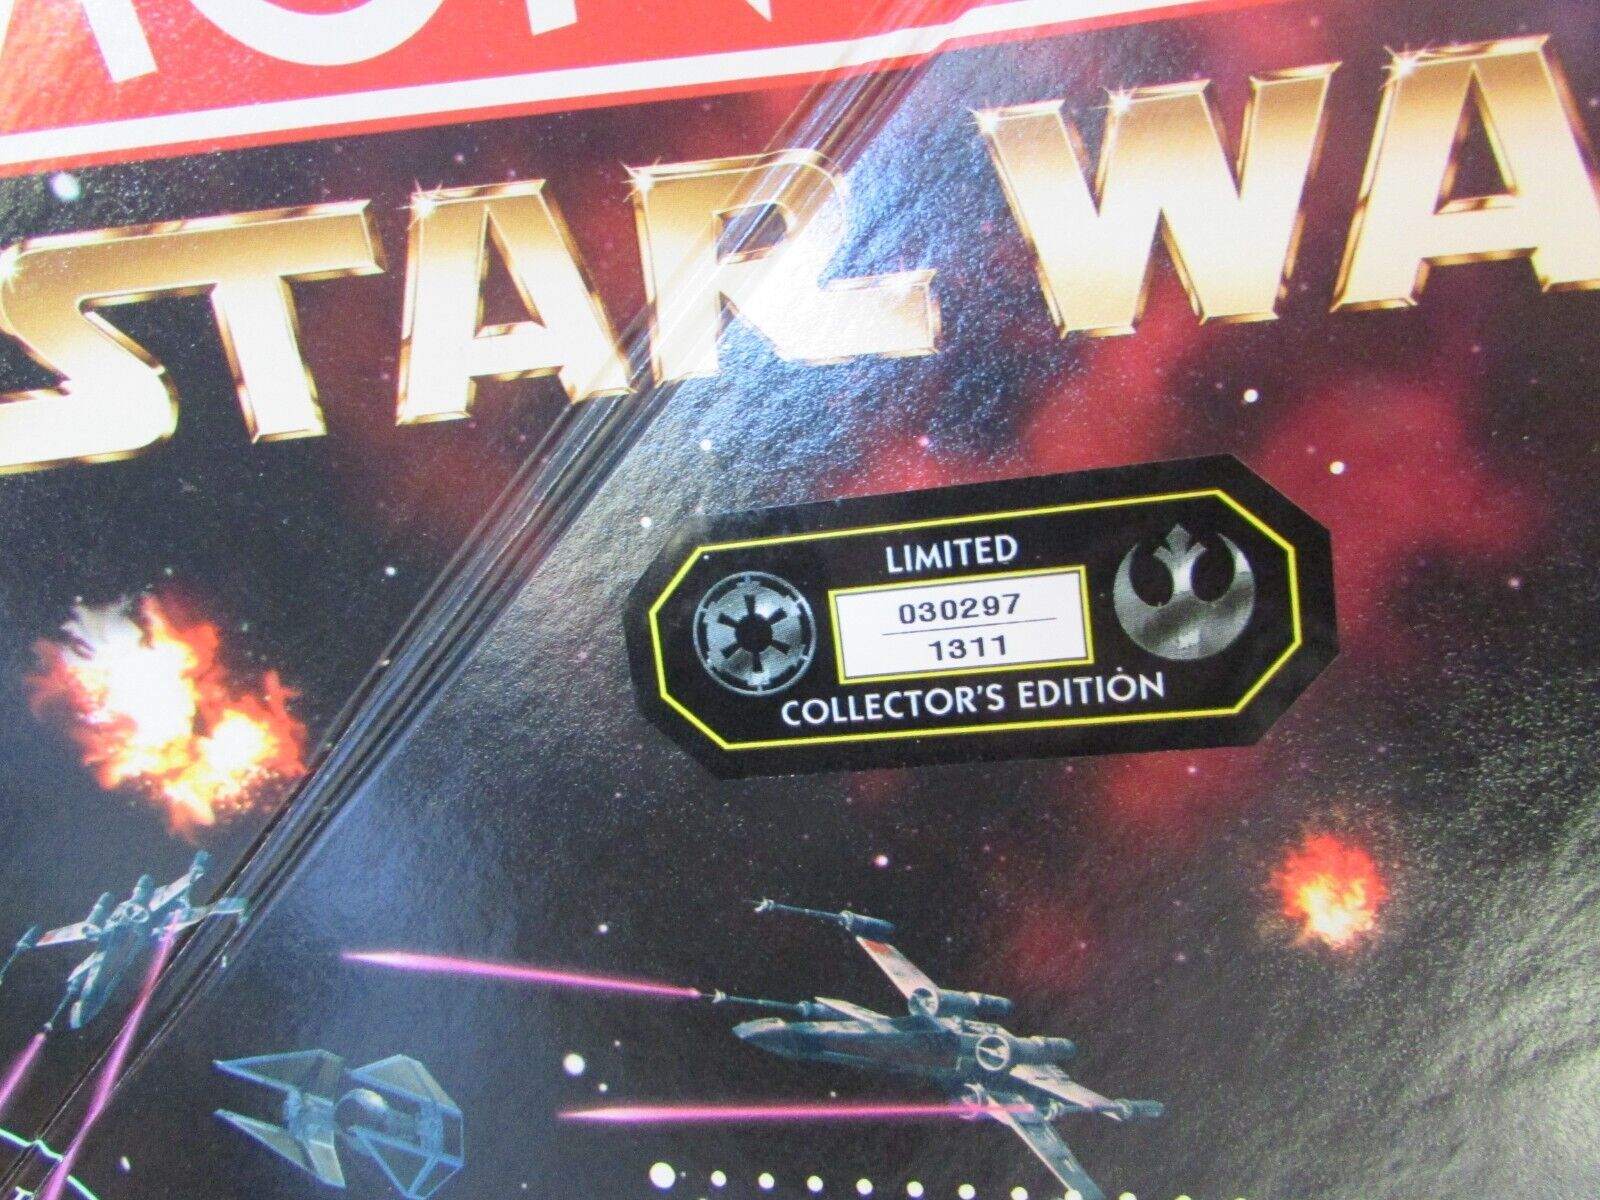 STAR WA
LIMITED
030297
1311
COLLECTOR'S EDITION